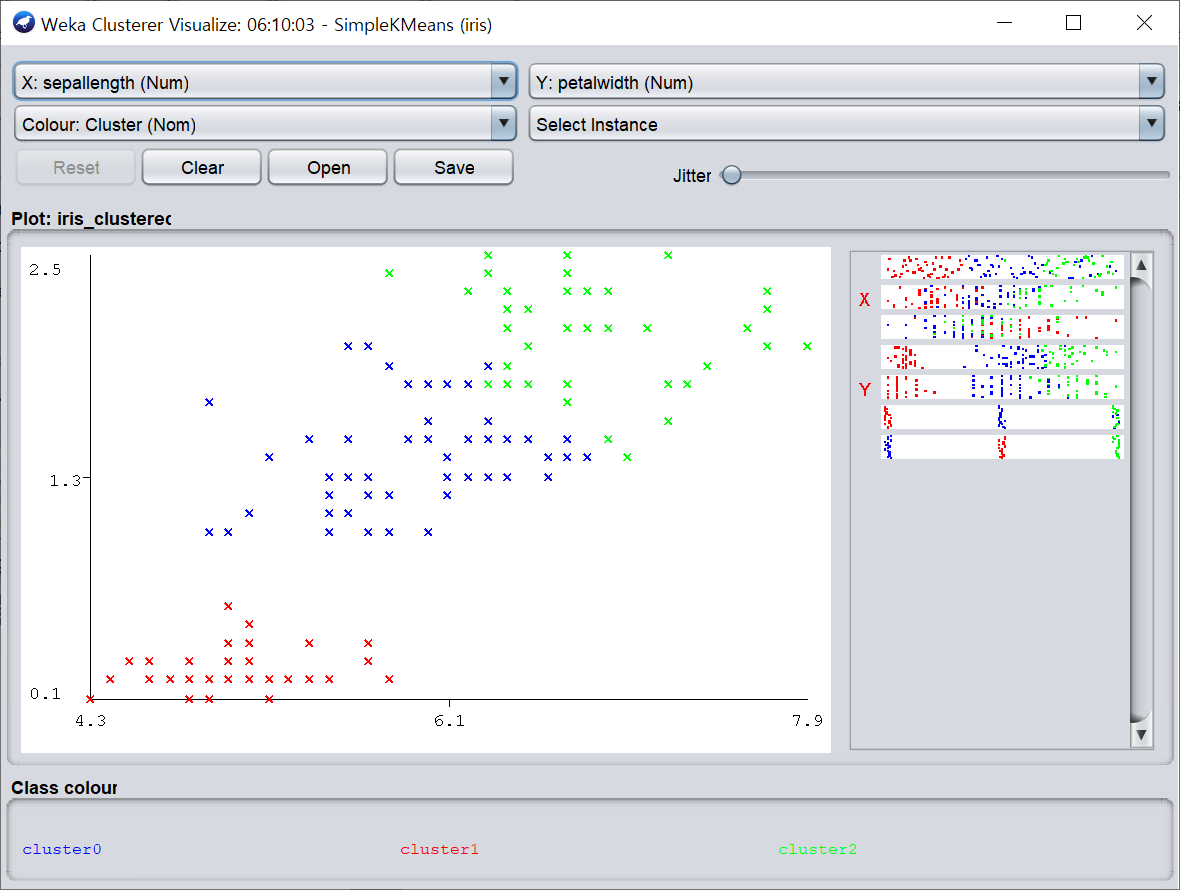 Weka Clusterer Visualize: 06:10:03 - SimpleKMeans (iris)
X: sepallength (Num)
Y: petalwidth (Num)
Colour: Cluster (Nom)
Select Instance
Reset
Clear
Open
Save
Jitter
Plot: iris_clustered
2.5
1.3
0.1
4.3
6.1
7.9
X
Y
Class colour
cluster0
cluster1
cluster2